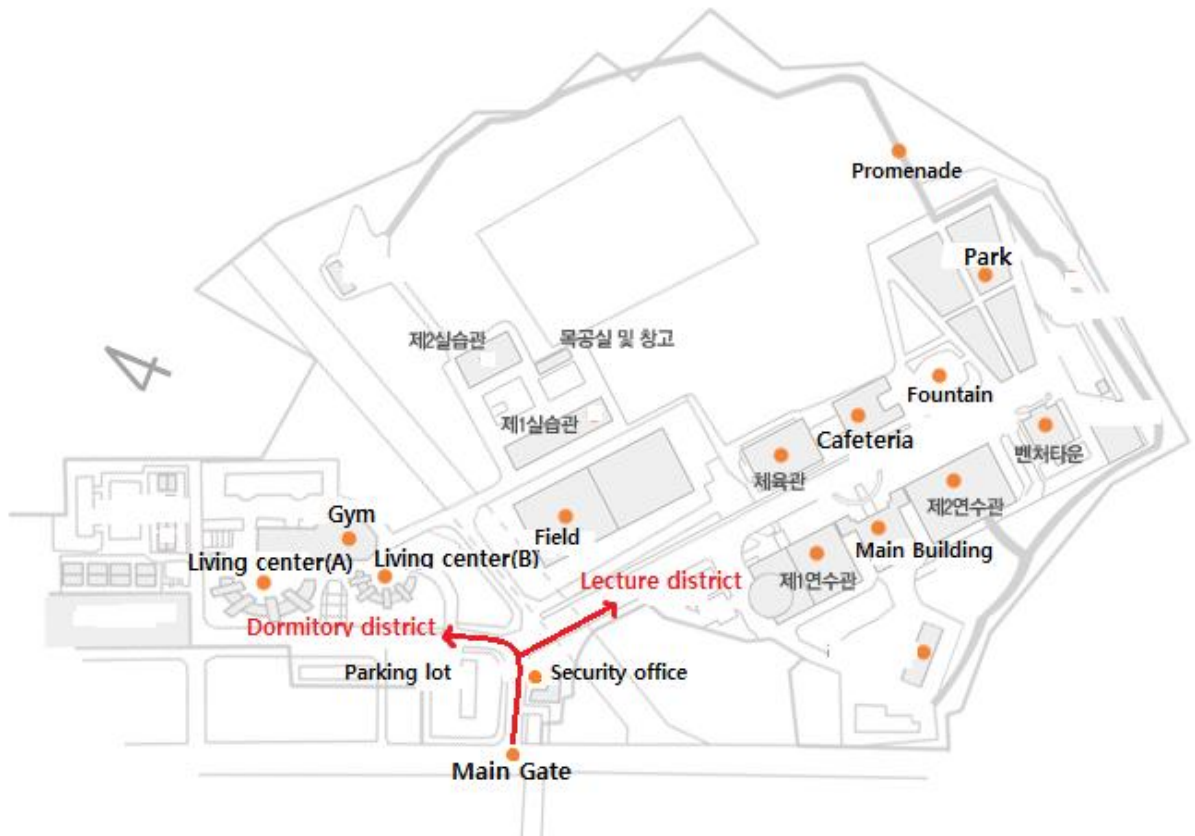 Promenade
Park
제2실습관
목공실 및 창고
Fountain
제1실습관
Cafeteria
벤처타운
체육관
제2연수관
Gym
Field
Main Building
Living center(A)
Living center(B)
Lecture district
제1연수관
Dormitory district
Parking lot
Security office
Main Gate